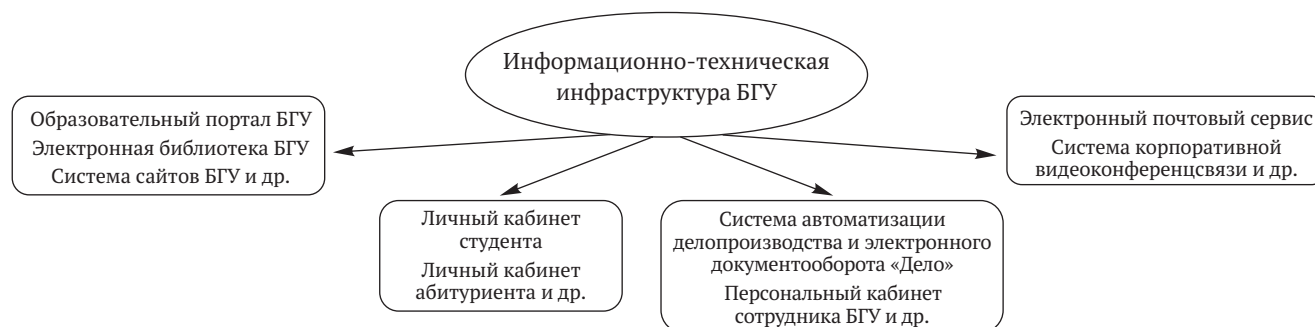 Информационно-техническая
инфраструктура БГУ
Образовательный портал БГУ
Электронная библиотека БГУ
Система сайтов БГУ и др.
Личный кабинет
студента
Личный кабинет
абитуриента и др.
Система автоматизации
делопроизводства и электронного
документооборота «Дело»
Персональный кабинет
сотрудника БГУ и др.
Электронный почтовый сервис
Система корпоративной
видеоконференцсвязи и др.